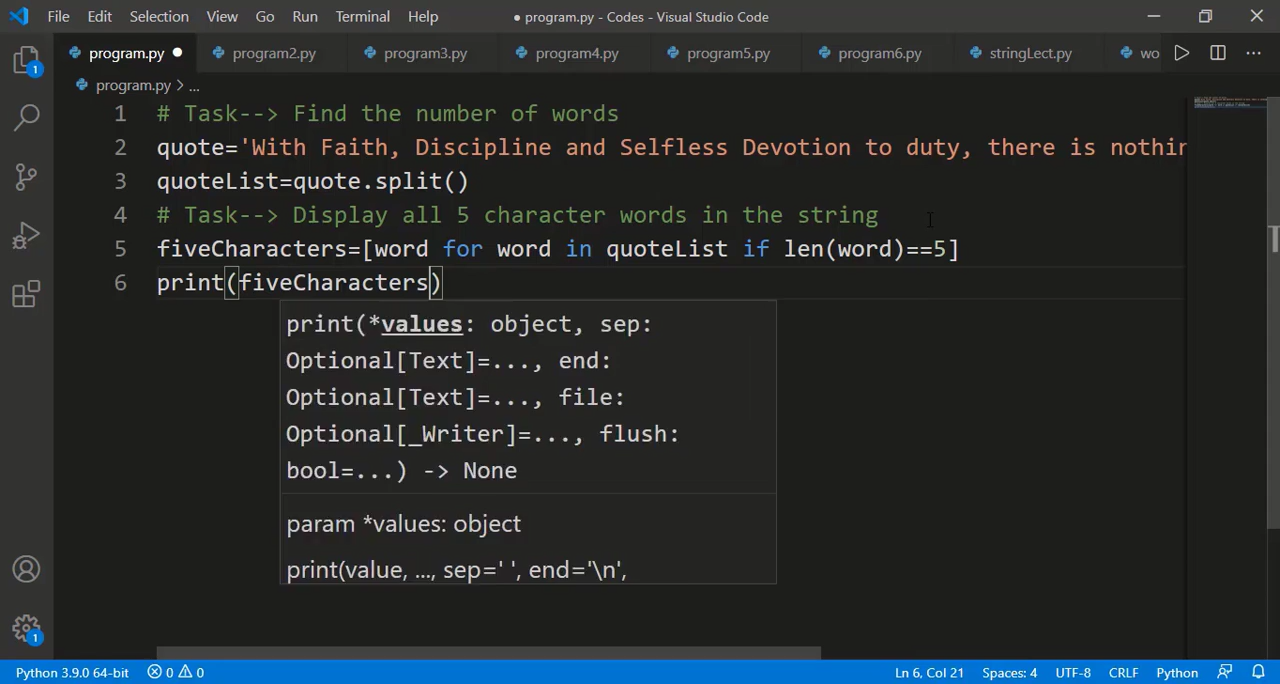 File Edit Selection View Go Run Terminal Help ● program.py - Codes - Visual Studio Code
program.py ● program2.py program3.py program4.py program5.py program6.py stringLect.py wo
program.py > ...
1 # Task--> Find the number of words
2 quote='With Faith, Discipline and Selfless Devotion to duty, there is nothin
3 quoteList=quote.split()
4 # Task--> Display all 5 character words in the string
5 fiveCharacters=[word for word in quoteList if len(word)==5]
6 print(fiveCharacters)
print(*values: object, sep:
Optional[Text]=..., end:
Optional[Text]=..., file:
Optional[_Writer]=..., flush:
bool=...) -> None
param *values: object
print(value, ..., sep=' ', end='\n',
1
1
Python 3.9.0 64-bit 0 0 Ln 6, Col 21 Spaces: 4 UTF-8 CRLF Python